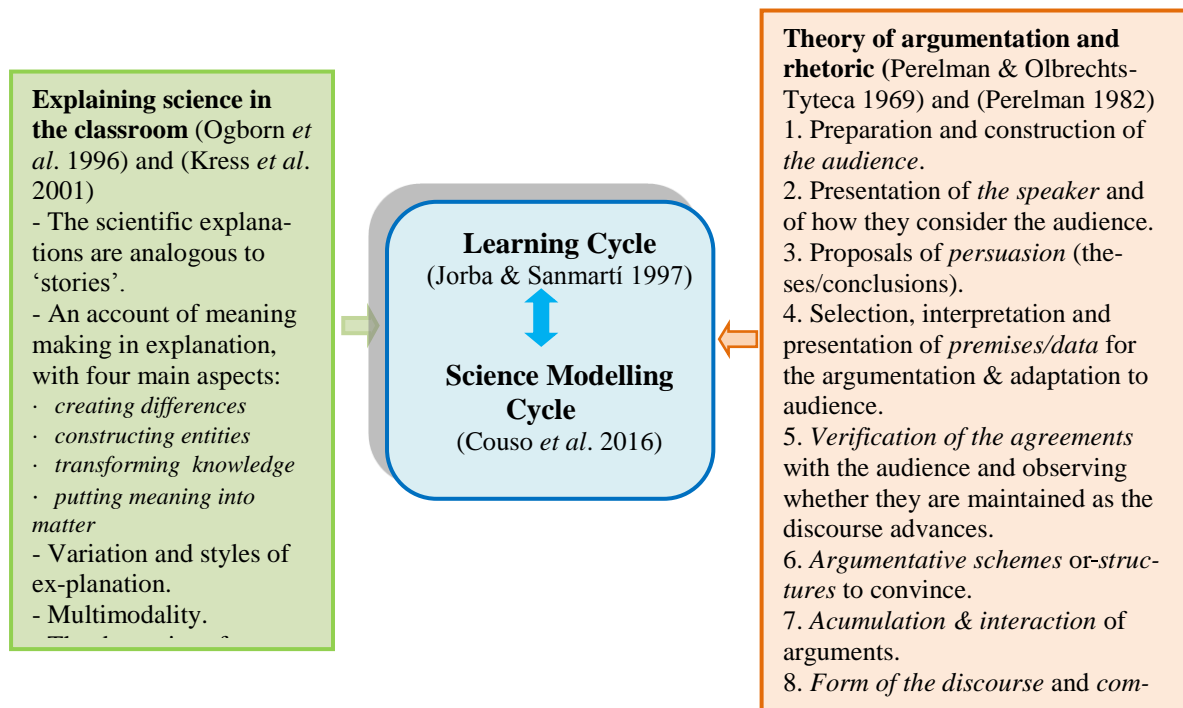 Explaining science in
the classroom (Ogborn et
al. 1996) and (Kress et al.
2001)
- The scientific explana-
tions are analogous to
‘stories’.
- An account of meaning
making in explanation,
with four main aspects:
· creating differences
· constructing entities
· transforming knowledge
· putting meaning into
matter
- Variation and styles of
ex-planation.
- Multimodality.
Learning Cycle
(Jorba & Sanmartí 1997)
Science Modelling
Cycle
(Couso et al. 2016)
Theory of argumentation and
rhetoric (Perelman & Olbrechts-
Tyteca 1969) and (Perelman 1982)
1. Preparation and construction of
the audience.
2. Presentation of the speaker and
of how they consider the audience.
3. Proposals of persuasion (the-
ses/conclusions).
4. Selection, interpretation and
presentation of premises/data for
the argumentation & adaptation to
audience.
5. Verification of the agreements
with the audience and observing
whether they are maintained as the
discourse advances.
6. Argumentative schemes or-struc-
tures to convince.
7. Acumulation & interaction of
arguments.
8. Form of the discourse and com-